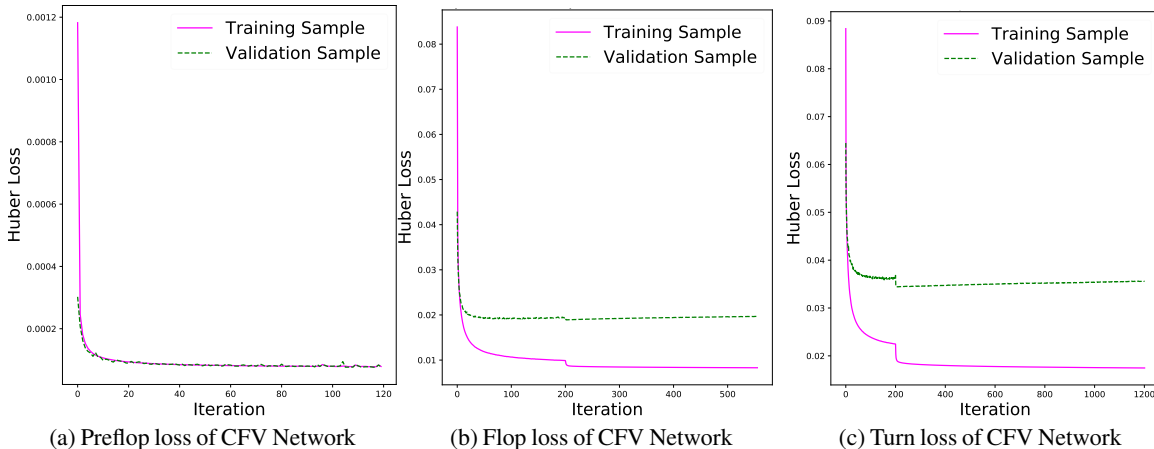 0.0012
0.0010
0.0008
0.0006
0.0004
0.0002
Huber Loss
Training Sample
Validation Sample
0 20 40 60 80 100 120
Iteration
(a) Preflop loss of CFV Network
0.08
0.07
0.06
0.05
0.04
0.03
0.02
0.01
Huber Loss
Training Sample
Validation Sample
0 100 200 300 400 500
Iteration
(b) Flop loss of CFV Network
0.09
0.08
0.07
0.06
0.05
0.04
0.03
0.02
Huber Loss
Training Sample
Validation Sample
0 200 400 600 800 1000 1200
Iteration
(c) Turn loss of CFV Network